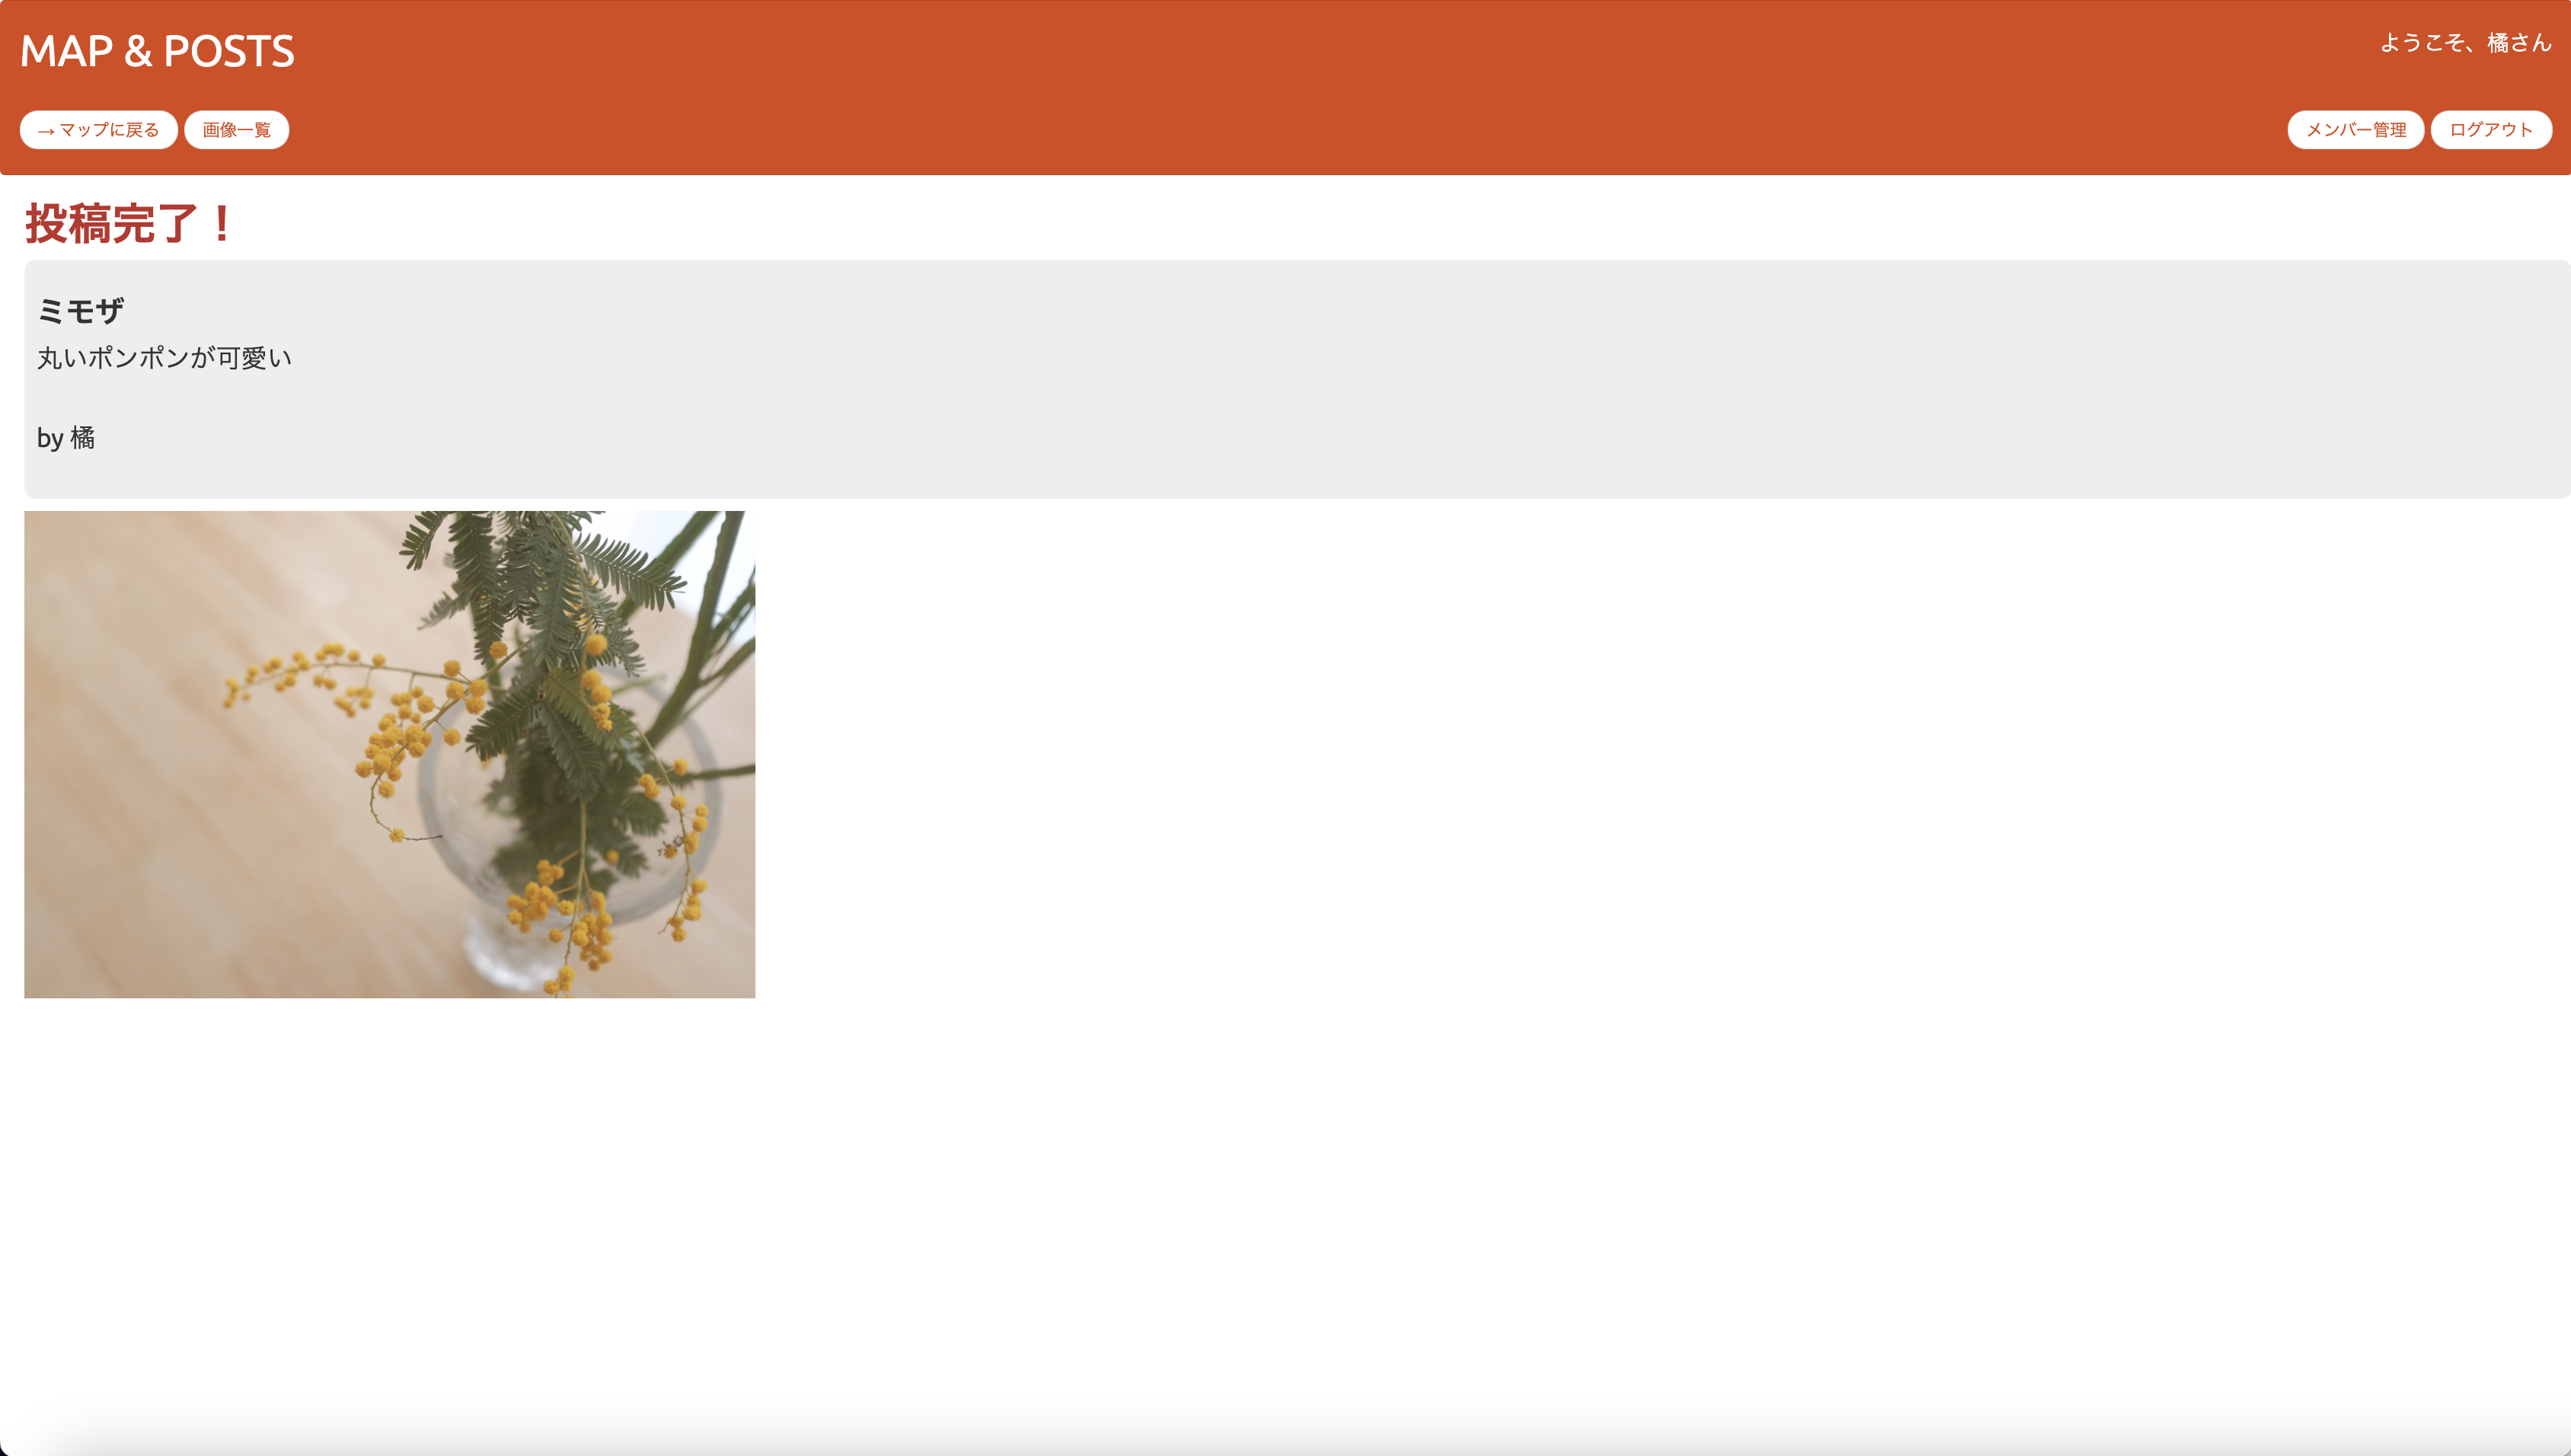 MAP & POSTS
ようこそ、橘さん
→ マップに戻る
画像一覧
メンバー管理
ログアウト
投稿完了！
ミモザ
丸いポンポンが可愛い
by 橘